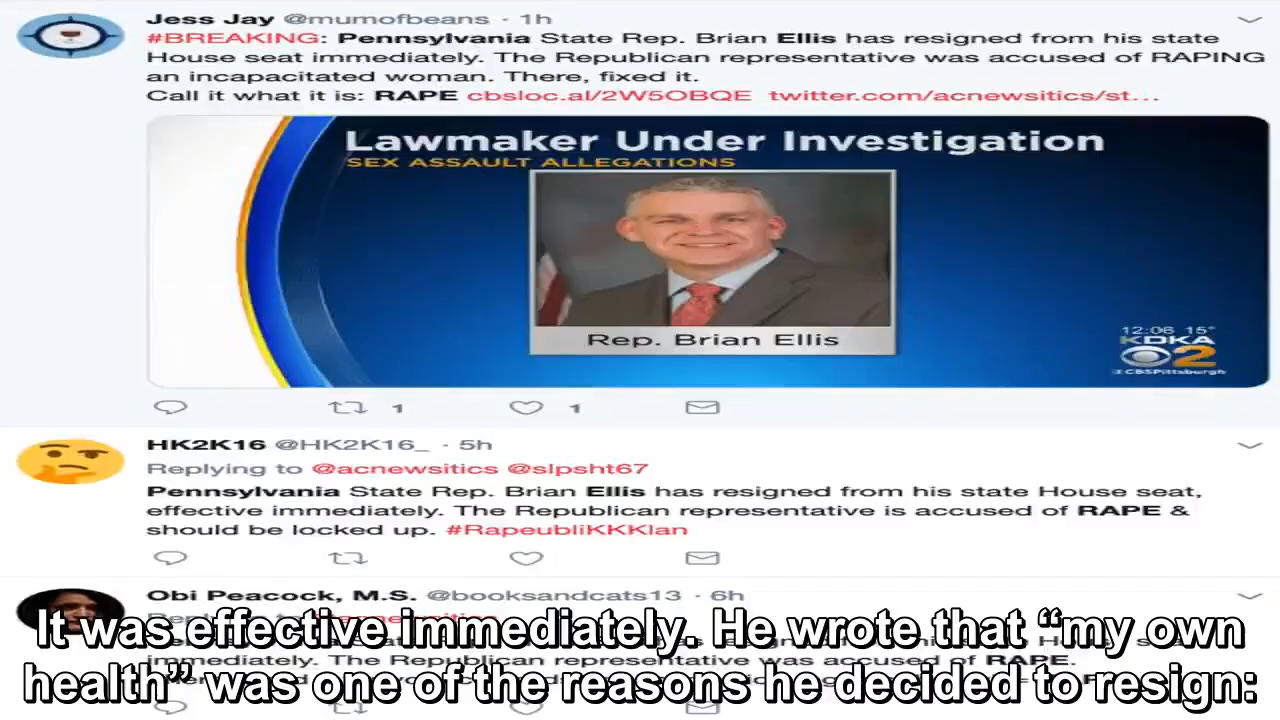 Jess Jay @mumofbeans · 1h
#BREAKING: Pennsylvania State Rep. Brian Ellis has resigned from his state
House seat immediately. The Republican representative was accused of RAPING
an incapacitated woman. There, fixed it.
Call it what it is: RAPE cbsloc.al/2W5OBQE twitter.com/acnewsitics/st…
Lawmaker Under Investigation
SEX ASSAULT ALLEGATIONS
Rep. Brian Ellis
12:06 15°
KDKA
2
@CBSPittsburgh
1 1
HK2K16 @HK2K16_ · 5h
Replying to @acnewsitics @slpsht67
Pennsylvania State Rep. Brian Ellis has resigned from his state House seat,
effective immediately. The Republican representative is accused of RAPE &
should be locked up. #RapeubliKKKlan
Obi Peacock, M.S. @booksandcats13 · 6h
It was effective immediately. He wrote that “my own
immediately. The Republican representative was accused of RAPE.
health” was one of the reasons he decided to resign: